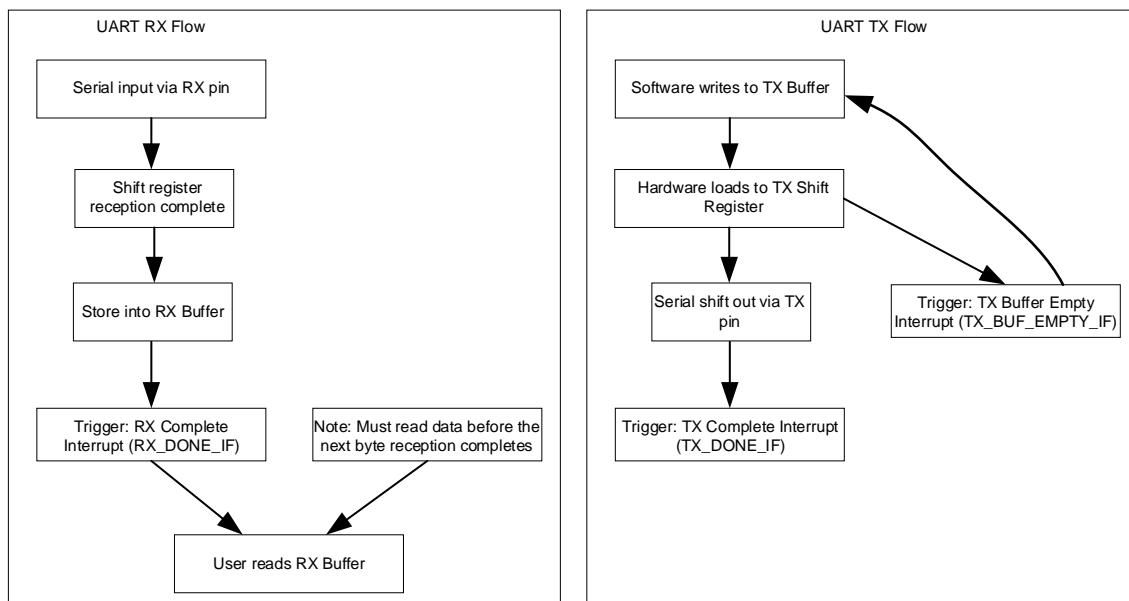 UART RX Flow
Serial input via RX pin
Shift register
reception complete
Store into RX Buffer
Trigger: RX Complete
Interrupt (RX_DONE_IF)
Note: Must read data before the
next byte reception completes
User reads RX Buffer
UART TX Flow
Software writes to TX Buffer
Hardware loads to TX Shift
Register
Serial shift out via TX
pin
Trigger: TX Buffer Empty
Interrupt (TX_BUF_EMPTY_IF)
Trigger: TX Complete Interrupt
(TX_DONE_IF)